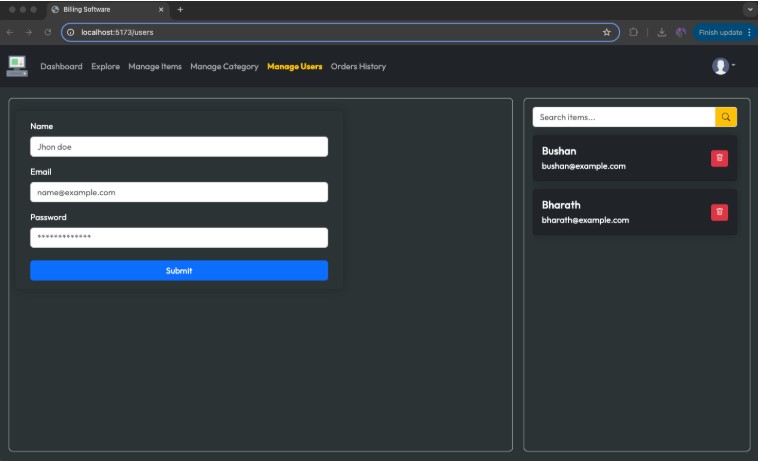 Billing Software
localhost:5173/users
Finish update
Dashboard Explore Manage Items Manage Category Manage Users Orders History
Name
Jhon doe
Email
name@example.com
Password
*************
Submit
Search items...
Bushan
bushan@example.com
Bharath
bharath@example.com